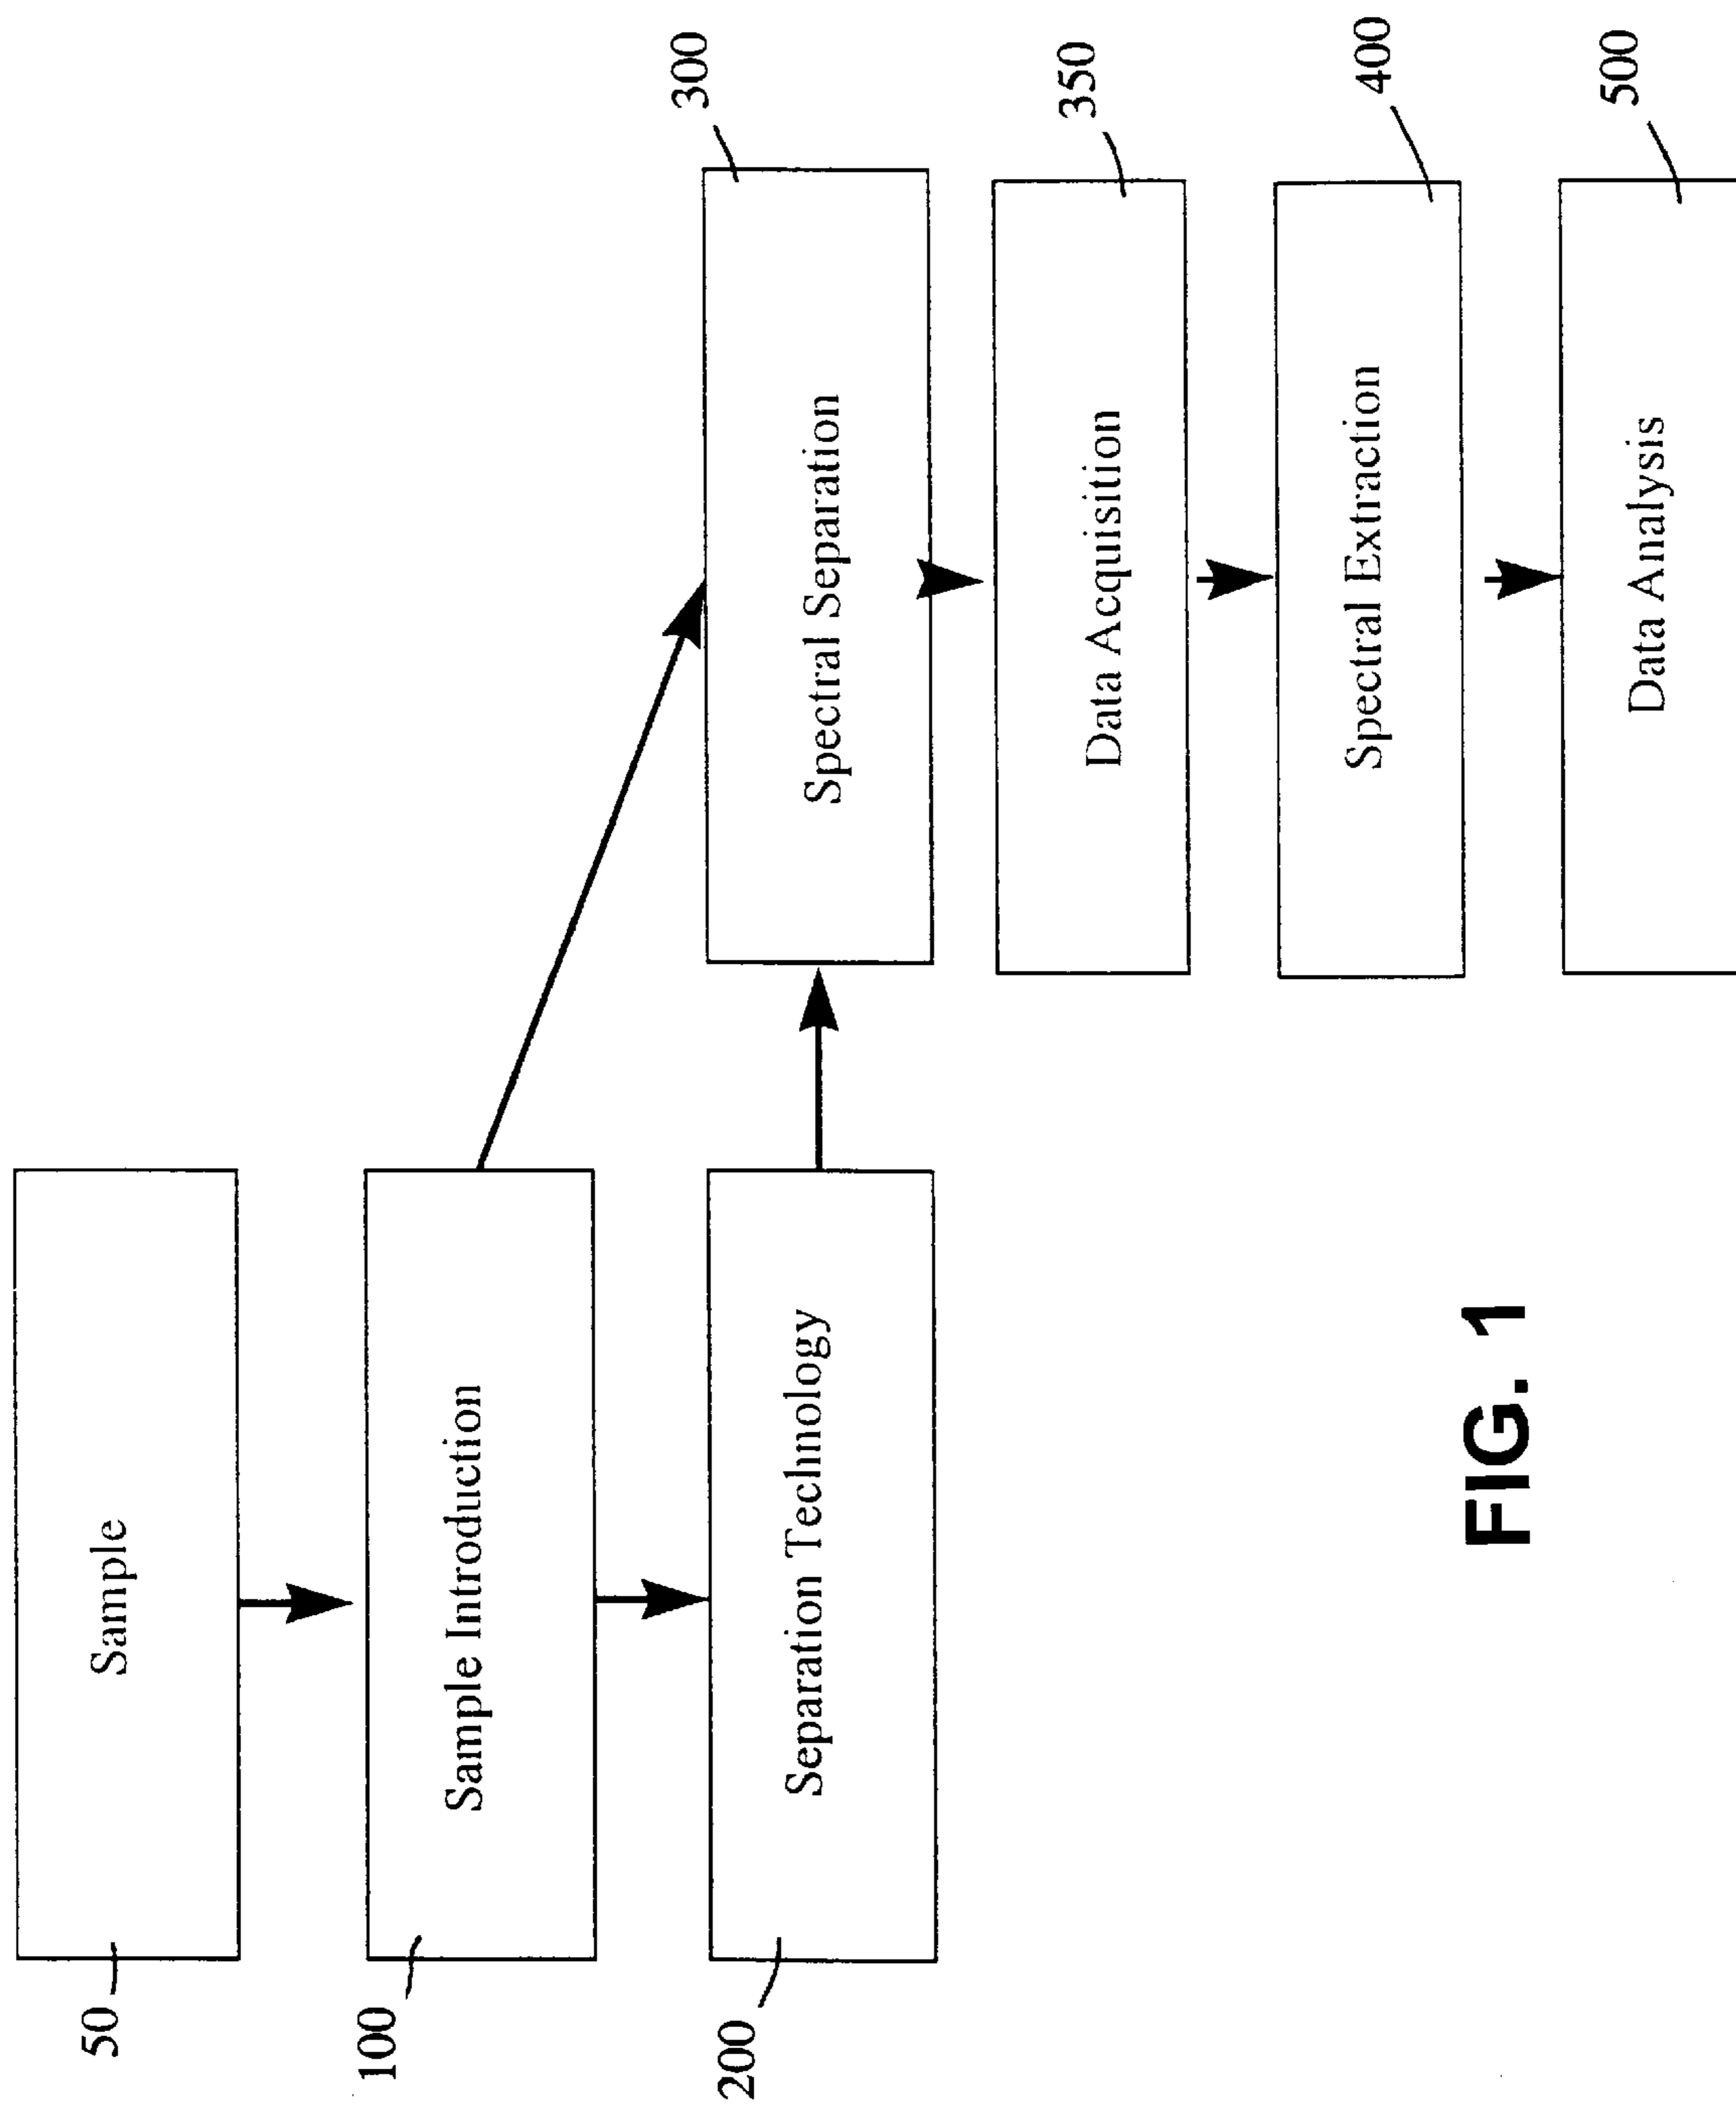 50
Sample
100
Sample Introduction
200
Separation Technology
300
Spectral Separation
350
Data Acquisition
400
Spectral Extraction
500
Data Analysis
FIG. 1